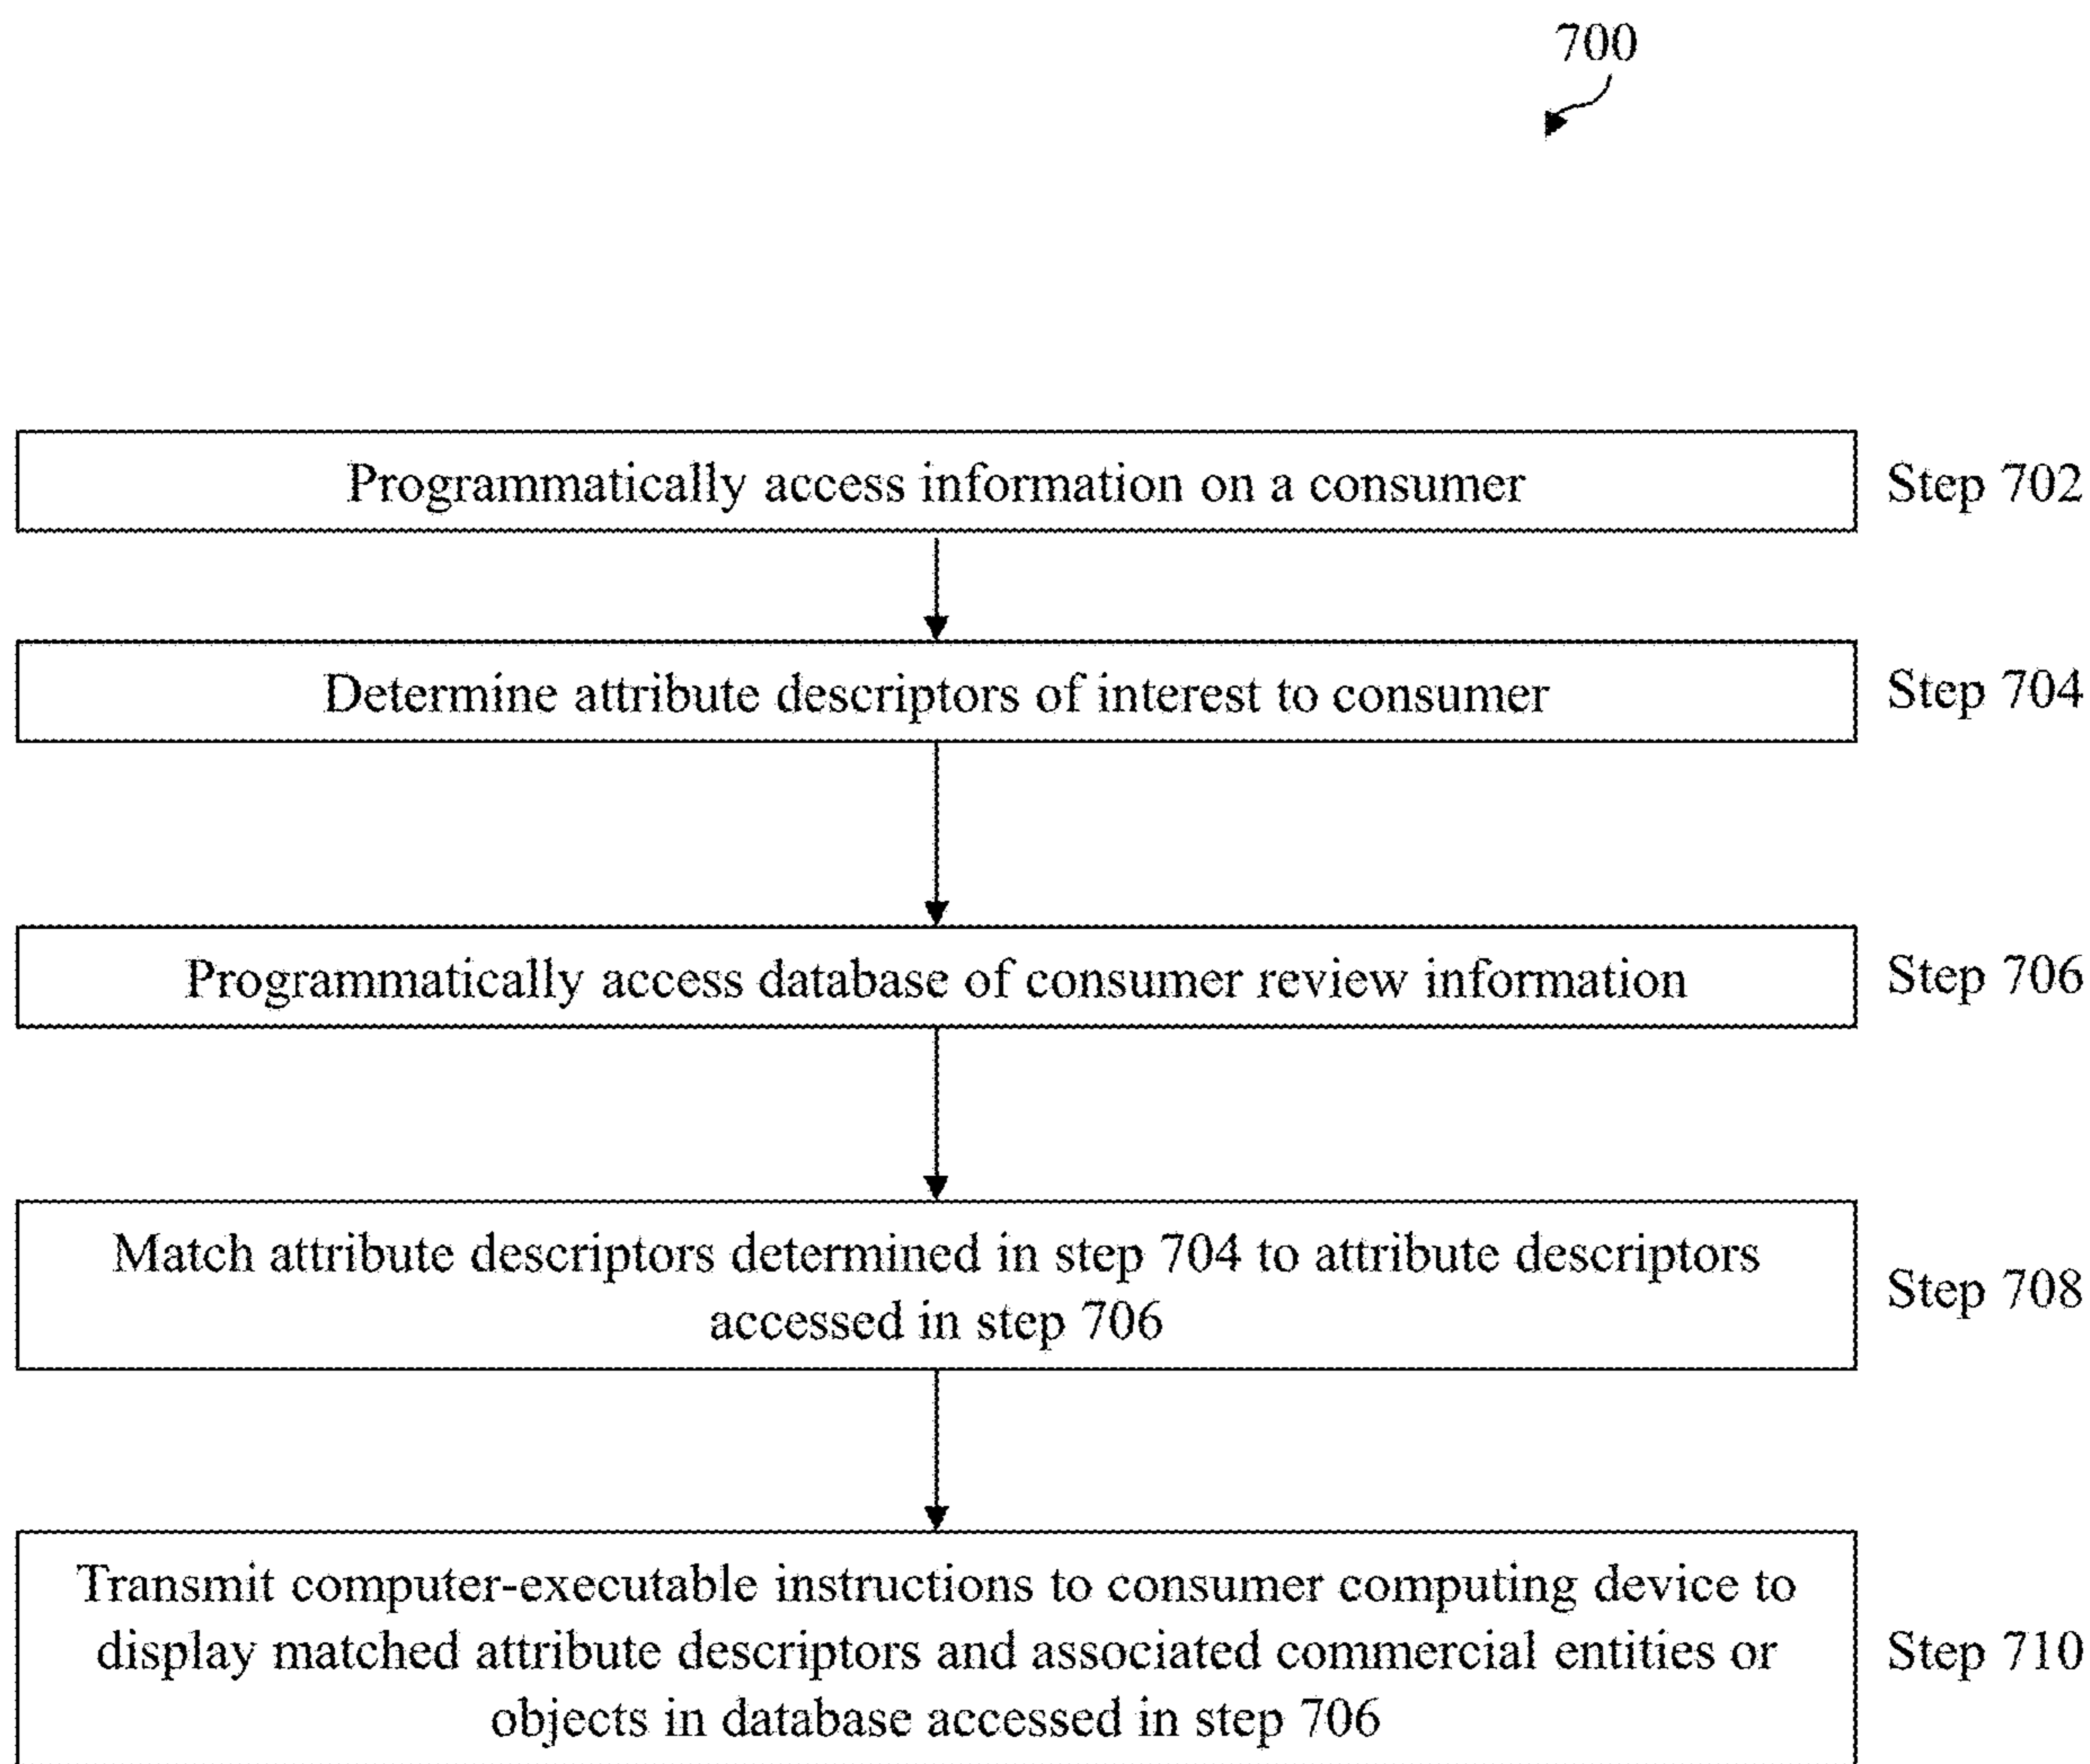 700
Programmatically access information on a consumer
Step 702
Determine attribute descriptors of interest to consumer
Step 704
Programmatically access database of consumer review information
Step 706
Match attribute descriptors determined in step 704 to attribute descriptors
accessed in step 706
Step 708
Transmit computer-executable instructions to consumer computing device to
display matched attribute descriptors and associated commercial entities or
objects in database accessed in step 706
Step 710